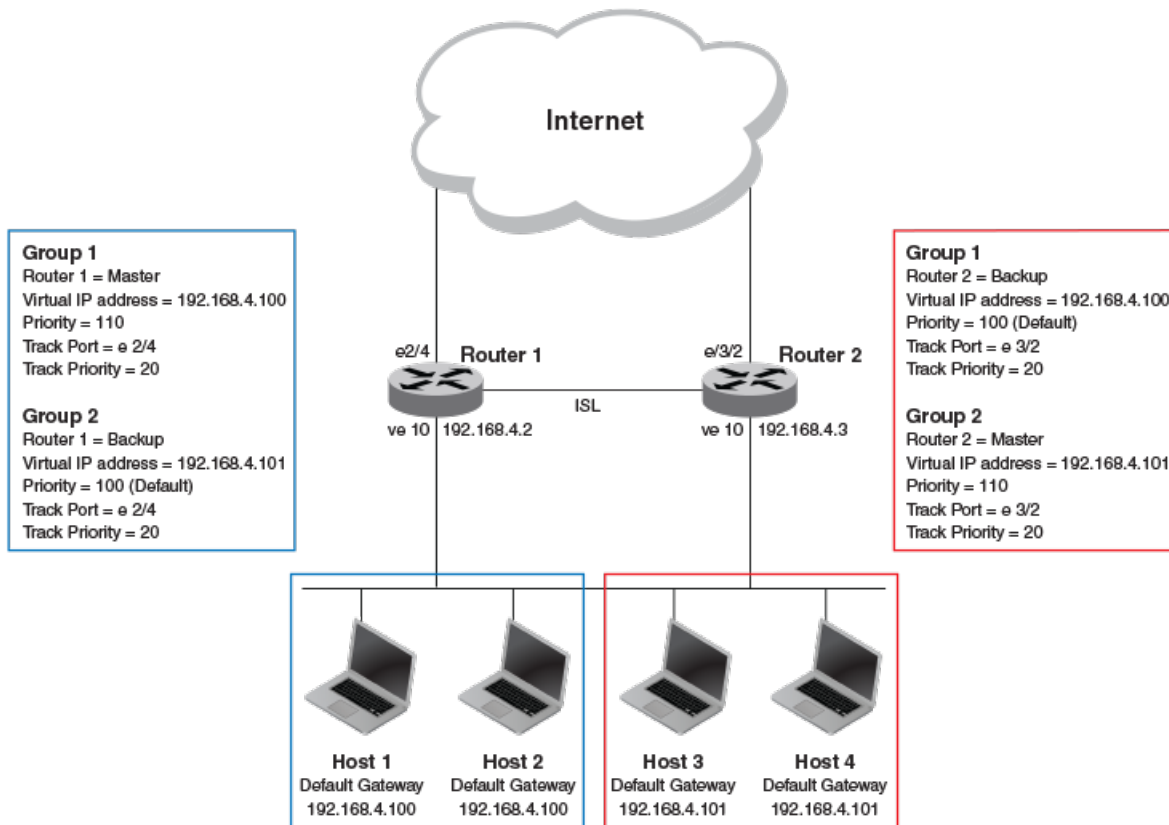 Internet
Group 1
Router 1 = Master
Virtual IP address = 192.168.4.100
Priority = 110
Track Port = e 2/4
Track Priority = 20
Group 2
Router 1 = Backup
Virtual IP address = 192.168.4.101
Priority = 100 (Default)
Track Port = e 2/4
Track Priority = 20
Group 1
Router 2 = Backup
Virtual IP address = 192.168.4.100
Priority = 100 (Default)
Track Port = e 3/2
Track Priority = 20
Group 2
Router 2 = Master
Virtual IP address = 192.168.4.101
Priority = 110
Track Port = e 3/2
Track Priority = 20
e2/4
Router 1
e/3/2
Router 2
ISL
ve 10
192.168.4.2
ve 10
192.168.4.3
Host 1
Default Gateway
192.168.4.100
Host 2
Default Gateway
192.168.4.100
Host 3
Default Gateway
192.168.4.101
Host 4
Default Gateway
192.168.4.101